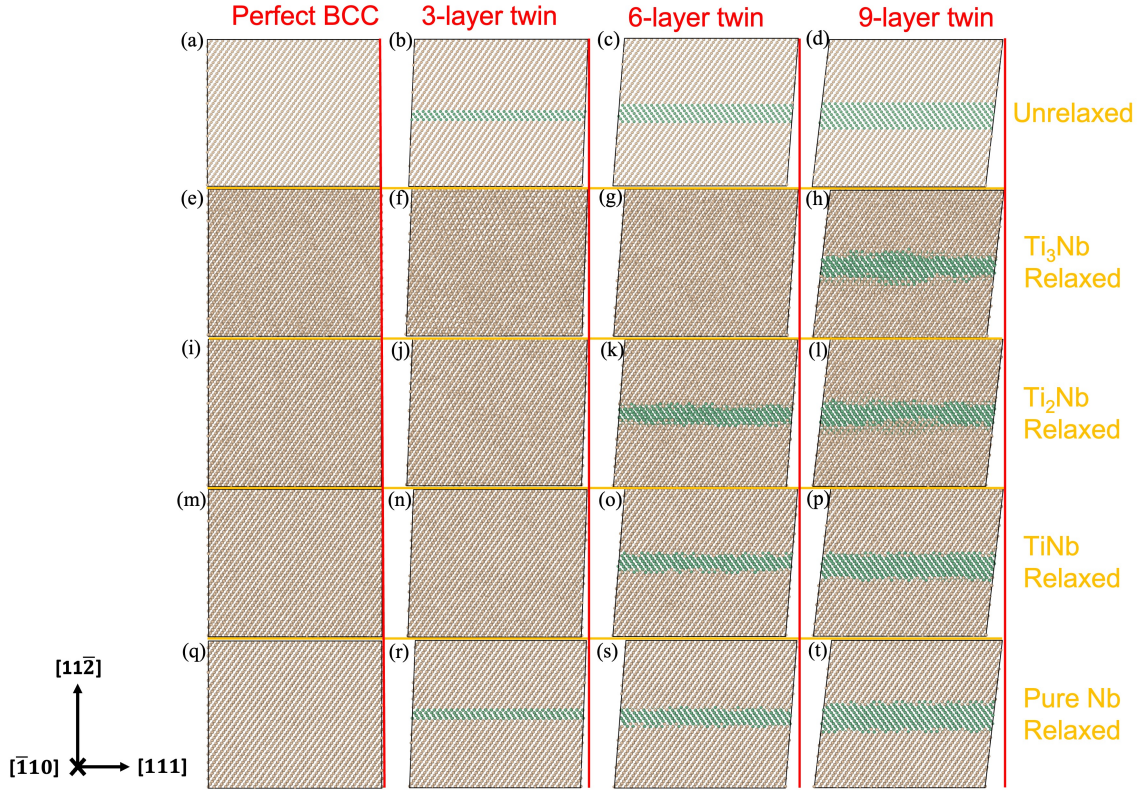 Perfect BCC 3-layer twin 6-layer twin 9-layer twin
(a) (b) (c) (d)
Unrelaxed
(e) (f) (g) (h)
Ti₃Nb
Relaxed
(i) (j) (k) (l)
Ti₂Nb
Relaxed
(m) (n) (o) (p)
TiNb
Relaxed
(q) (r) (s) (t)
[112̅]
Pure Nb
Relaxed
[1̅10] [111]